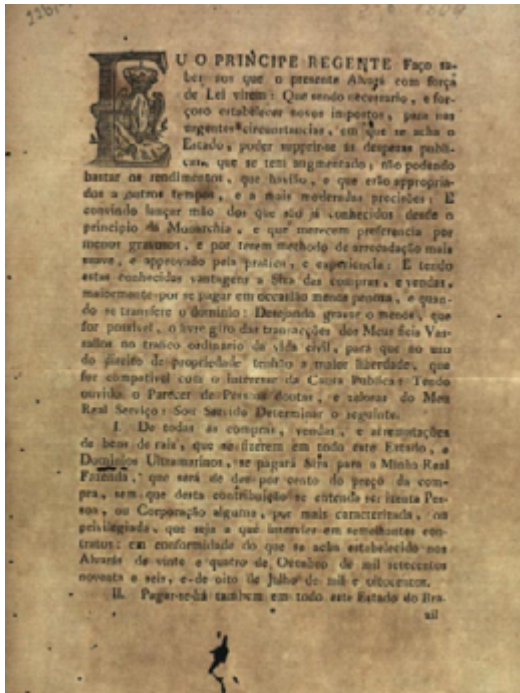 EU O PRINCIPE REGENTE Faço sa-
ber aos que o presente Alvará com força
de Lei virem: Que sendo necessario, e for-
çoso estabelecer novos impostos, para nas
urgentes circunstancias, em que se acha o
Estado, poder supprir-se ás despezas publi-
cas, que se tem augmentado; não podendo
bastar os rendimentos, que havião, e que erão appropria-
dos a outros tempos, e a mais moderadas precisões: E
convindo lançar mão dos que são já conhecidos desde o
principio da Monarchia, e que merecem preferencia por
menos gravosos, e por terem methodo de arrecadação mais
suave, e approvado pela pratica, e experiencia: E tendo
estas conhecidas vantagens a Siza das compras, e vendas,
maiormente por se pagar em occasião menos penosa, e quan-
do se transfere o dominio: Desejando gravar o menos, que
for possivel, o livre giro das transacções dos Meus fieis Vas-
sallos no trafico ordinario da vida civil, para que no uso
do direito de propriedade tenhão a maior liberdade, que
for compativel com o interesse da Causa Publica: Tendo
ouvido o Parecer de Pessoas doutas, e zelosas do Meu
Real Serviço: Sou Servido Determinar o seguinte.
I. De todas as compras, vendas, e arrematações
de bens de raiz, que se fizerem em todo este Estado, e
Dominios Ultramarinos, se pagará Siza para a Minha Real
Fazenda, que será de dez por cento do preço da com-
pra, sem que desta contribuição se entenda ser isenta Pes-
soa, ou Corporação alguma, por mais caracterizada, ou
privilegiada, que seja a que intervier em semelhantes con-
tratos: em conformidade do que se acha estabelecido nos
Alvarás de vinte e quatro de Outubro de mil setecentos
noventa e seis, e de oito de Julho de mil e oitocentos.
II. Pagar-se-há tambem em todo este Estado do Bra-
zil